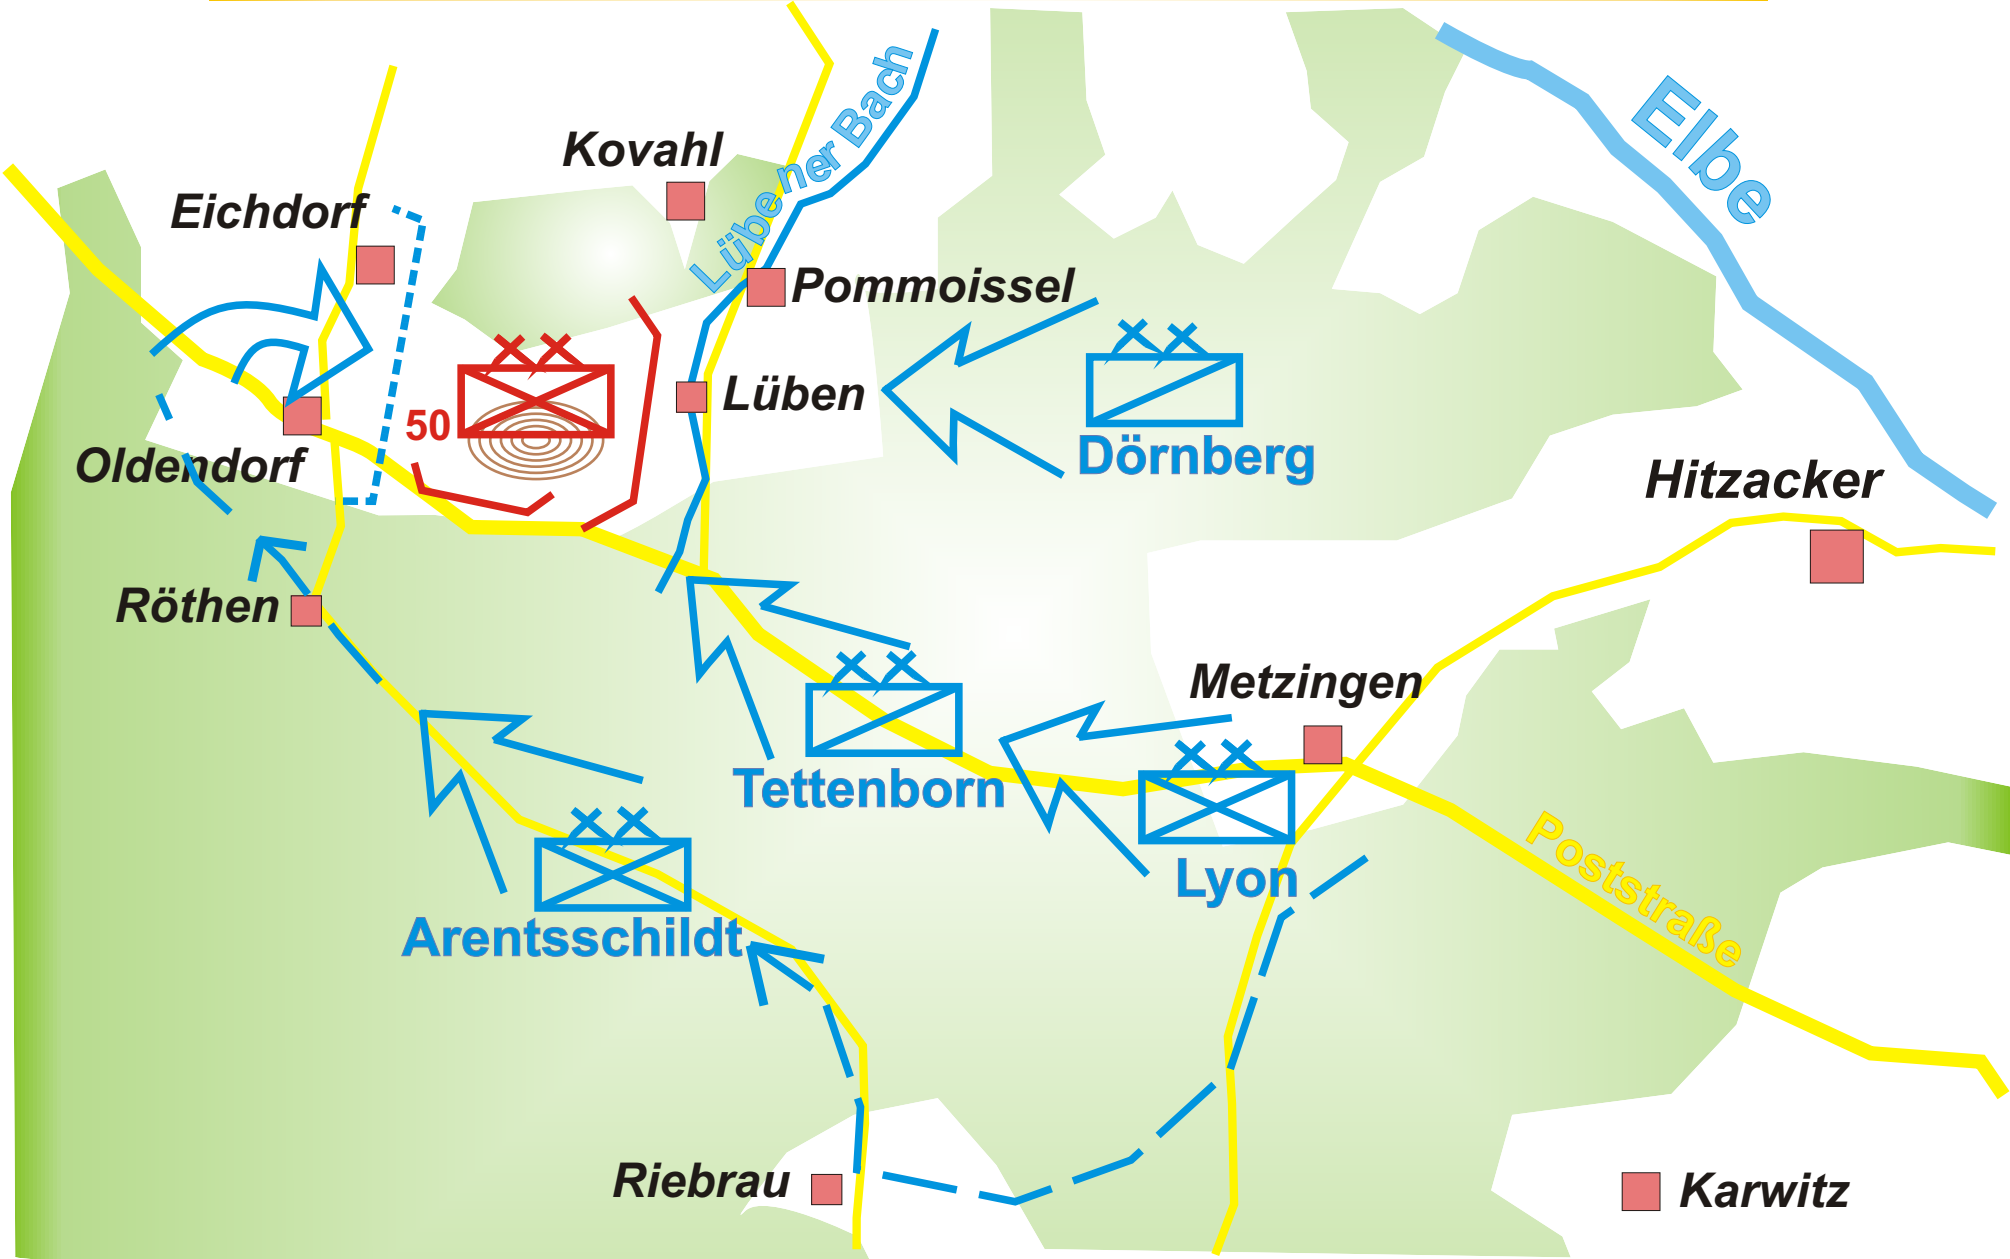 Kovahl
Lübener Bach
Elbe
Eichdorf
Pommoissel
Lüben
50
Dörnberg
Oldendorf
Hitzacker
Röthen
Metzingen
Tettenborn
Lyon
Poststraße
Arentsschildt
Riebrau
Karwitz